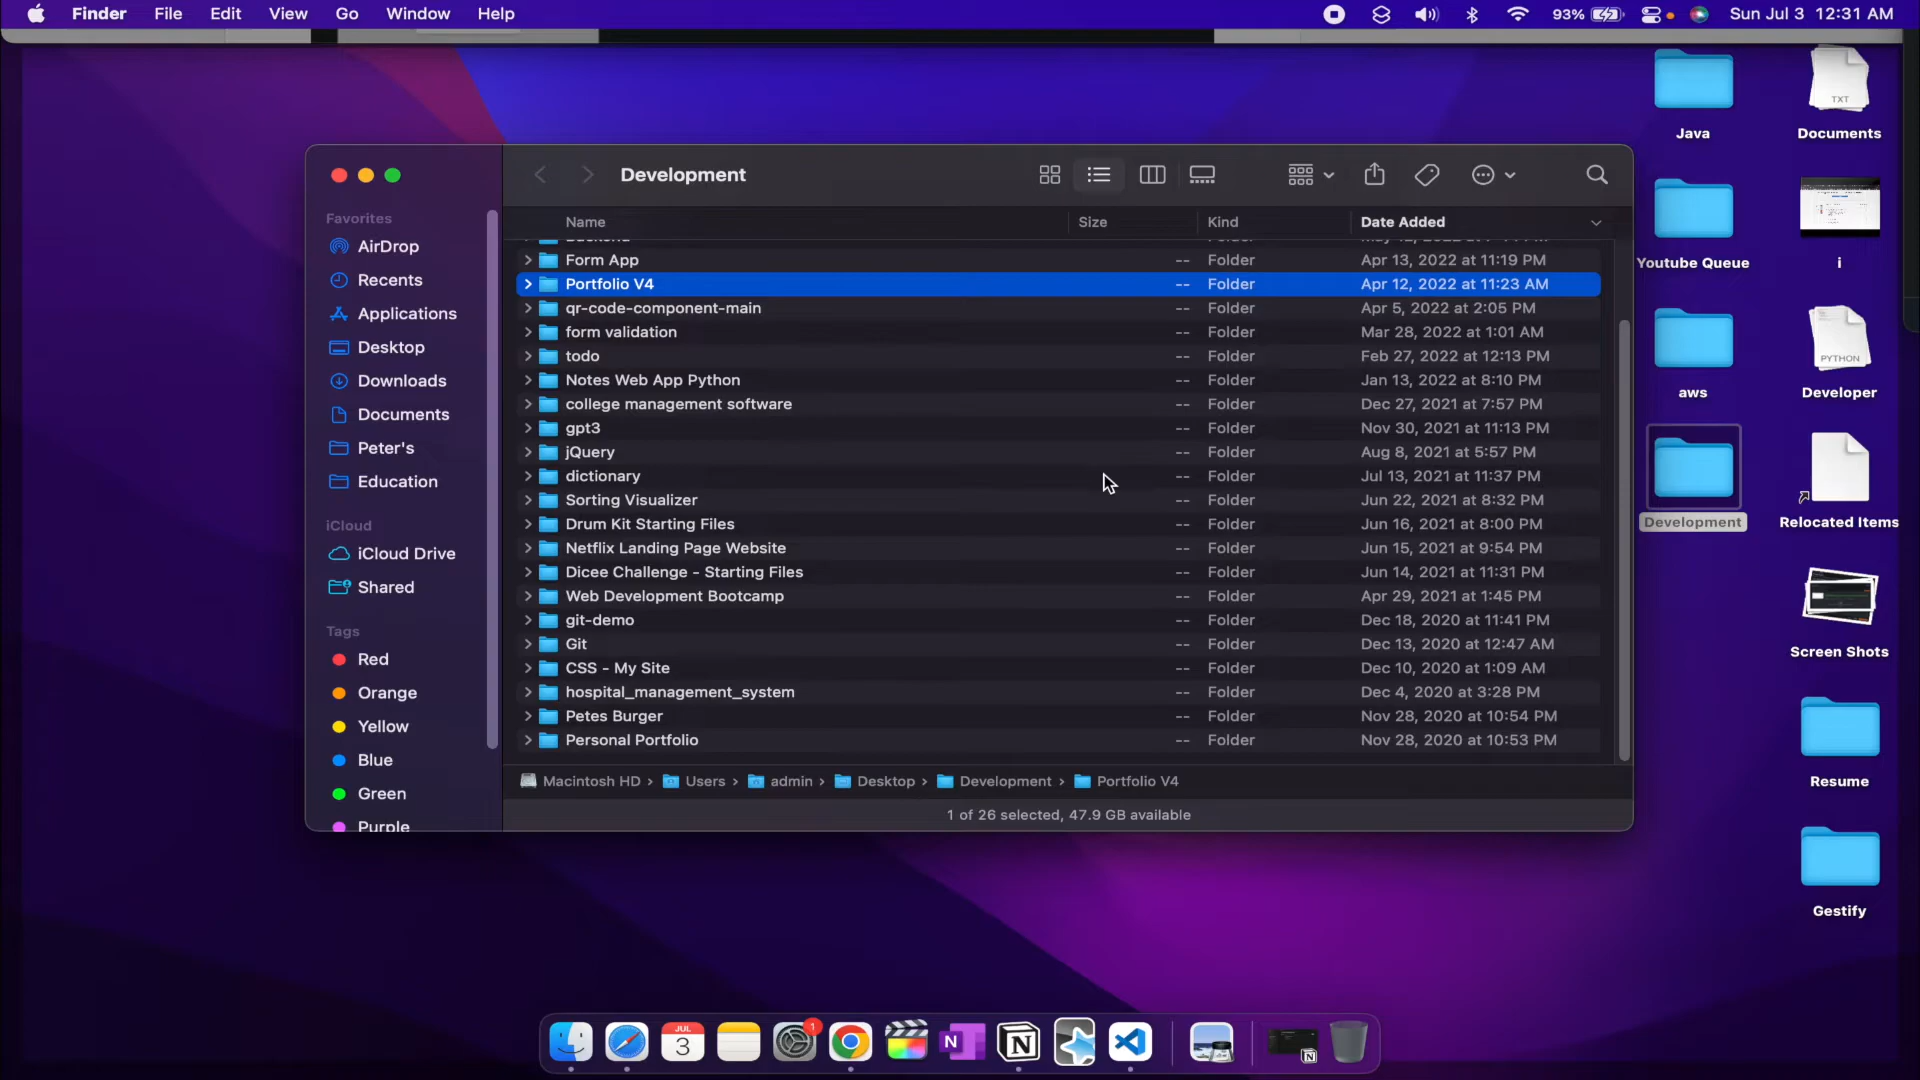 Finder File Edit View Go Window Help 93% Sun Jul 3 12:31 AM
Development
Name Size Kind Date Added
Form App -- Folder Apr 13, 2022 at 11:19 PM
Portfolio V4 -- Folder Apr 12, 2022 at 11:23 AM
qr-code-component-main -- Folder Apr 5, 2022 at 2:05 PM
form validation -- Folder Mar 28, 2022 at 1:01 AM
todo -- Folder Feb 27, 2022 at 12:13 PM
Notes Web App Python -- Folder Jan 13, 2022 at 8:10 PM
college management software -- Folder Dec 27, 2021 at 7:57 PM
gpt3 -- Folder Nov 30, 2021 at 11:13 PM
jQuery -- Folder Aug 8, 2021 at 5:57 PM
dictionary -- Folder Jul 13, 2021 at 11:37 PM
Sorting Visualizer -- Folder Jun 22, 2021 at 8:32 PM
Drum Kit Starting Files -- Folder Jun 16, 2021 at 8:00 PM
Netflix Landing Page Website -- Folder Jun 15, 2021 at 9:54 PM
Dicee Challenge - Starting Files -- Folder Jun 14, 2021 at 11:31 PM
Web Development Bootcamp -- Folder Apr 29, 2021 at 1:45 PM
git-demo -- Folder Dec 18, 2020 at 11:41 PM
Git -- Folder Dec 13, 2020 at 12:47 AM
CSS - My Site -- Folder Dec 10, 2020 at 1:09 AM
hospital_management_system -- Folder Dec 4, 2020 at 3:28 PM
Petes Burger -- Folder Nov 28, 2020 at 10:54 PM
Personal Portfolio -- Folder Nov 28, 2020 at 10:53 PM
Macintosh HD › Users › admin › Desktop › Development › Portfolio V4
1 of 26 selected, 47.9 GB available
Favorites
AirDrop
Recents
Applications
Desktop
Downloads
Documents
Peter's
Education
iCloud
iCloud Drive
Shared
Tags
Red
Orange
Yellow
Blue
Green
Purple
TXT
Java Documents
Youtube Queue i
PYTHON
aws Developer
Development Relocated Items
Screen Shots
Resume
Gestify
JUL
3
1
N
N
N